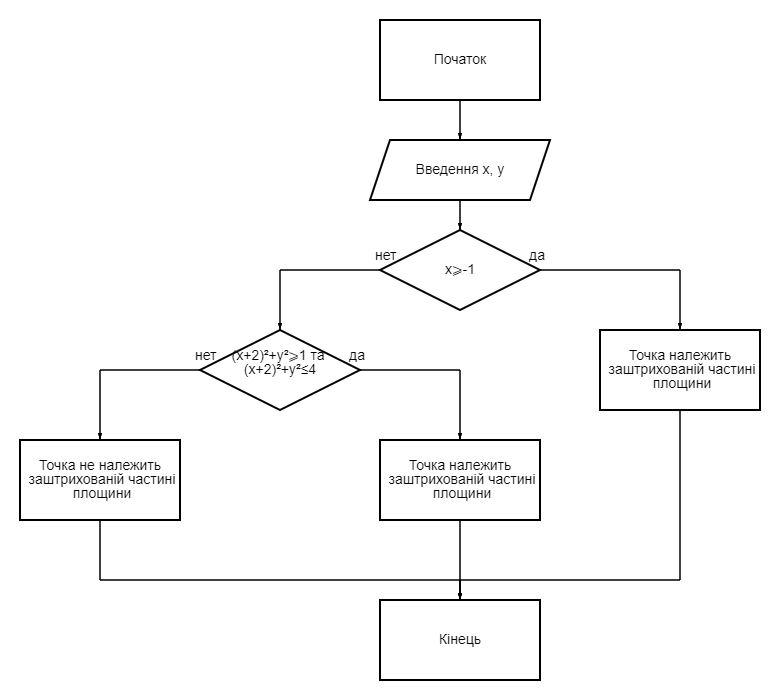 Початок
Введення x, y
нет
x⩾-1
да
нет
(x+2)²+y²⩾1 та
(x+2)²+y²≤4
да
Точка належить
заштрихованій частині
площини
Точка не належить
заштрихованій частині
площини
Точка належить
заштрихованій частині
площини
Кінець